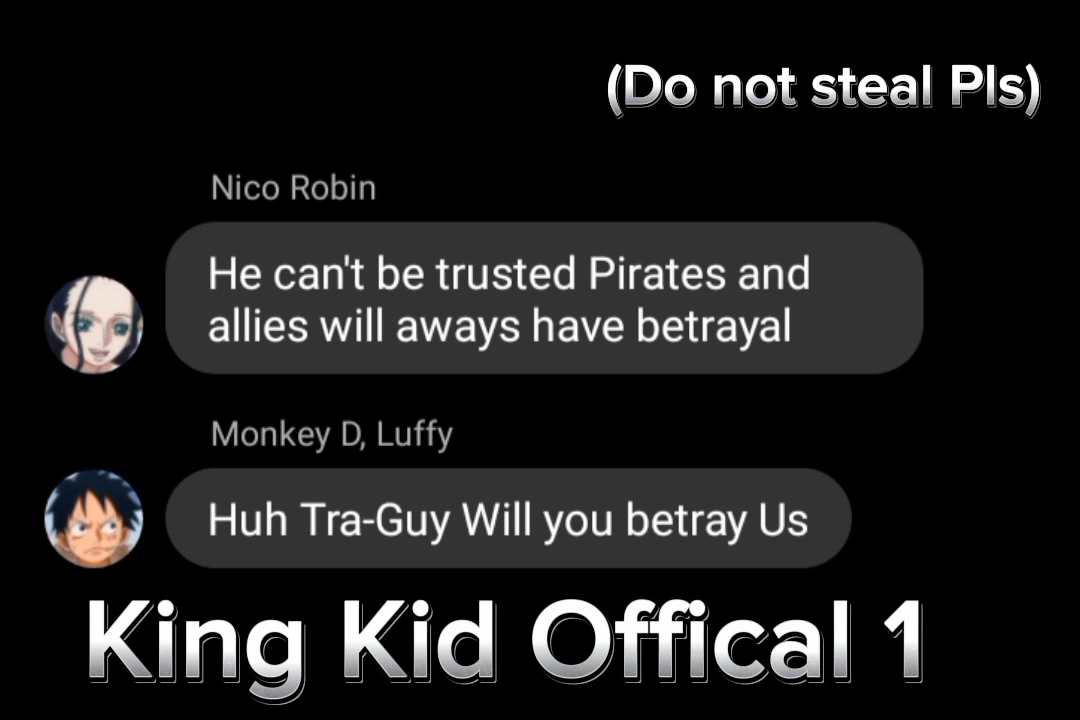 (Do not steal Pls)
Nico Robin
He can't be trusted Pirates and
allies will aways have betrayal
Monkey D, Luffy
Huh Tra-Guy Will you betray Us
King Kid Offical 1